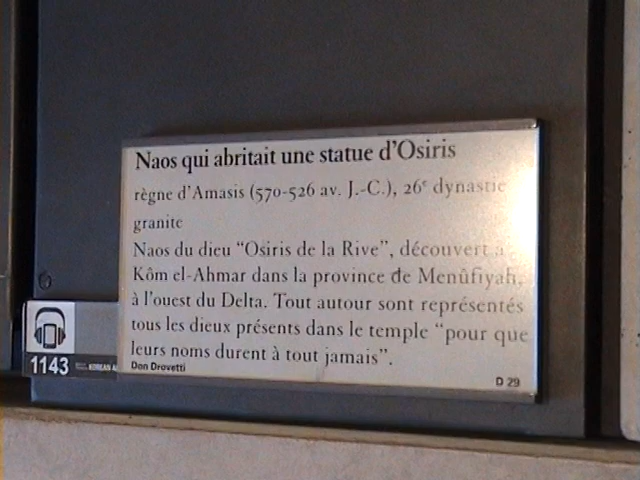 Naos qui abritait une statue d'Osiris
règne d'Amasis (570-526 av. J.-C.), 26e dynastie
granite
Naos du dieu "Osiris de la Rive", découvert à
Kôm el-Ahmar dans la province de Menûfiyah,
à l'ouest du Delta. Tout autour sont représentés
tous les dieux présents dans le temple "pour que
leurs noms durent à tout jamais".
Don Drovetti
D 29
1143
KOREAN